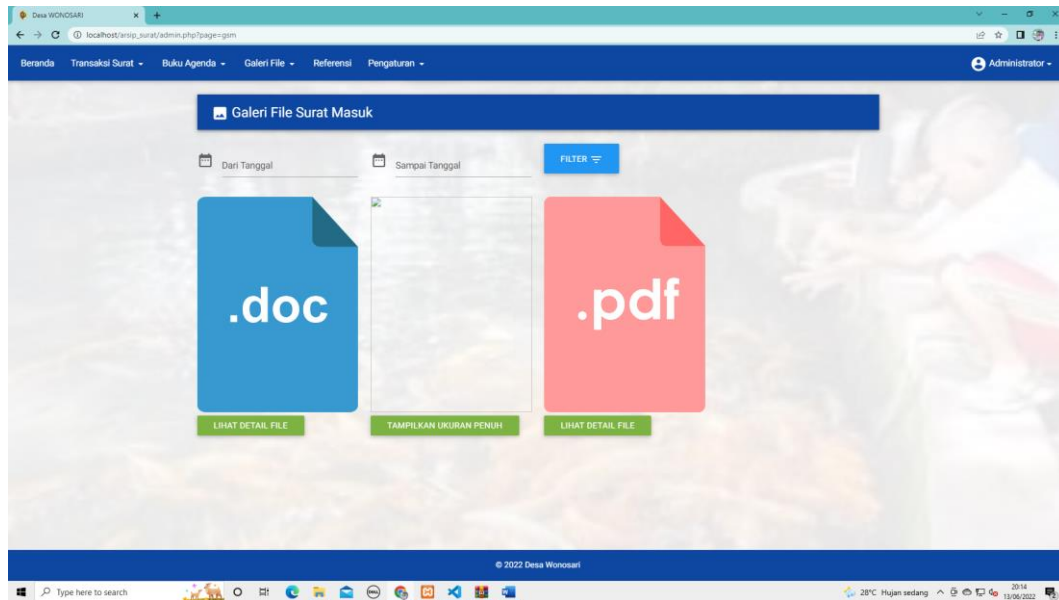 Desa WONOSARI
localhost/arsip_surat/admin.php?page=gsm
Beranda Transaksi Surat Buku Agenda Galeri File Referensi Pengaturan Administrator
Galeri File Surat Masuk
Dari Tanggal Sampai Tanggal FILTER
.doc .pdf
LIHAT DETAIL FILE TAMPILKAN UKURAN PENUH LIHAT DETAIL FILE
© 2022 Desa Wonosari
Type here to search 28°C Hujan sedang 20:14
13/06/2022